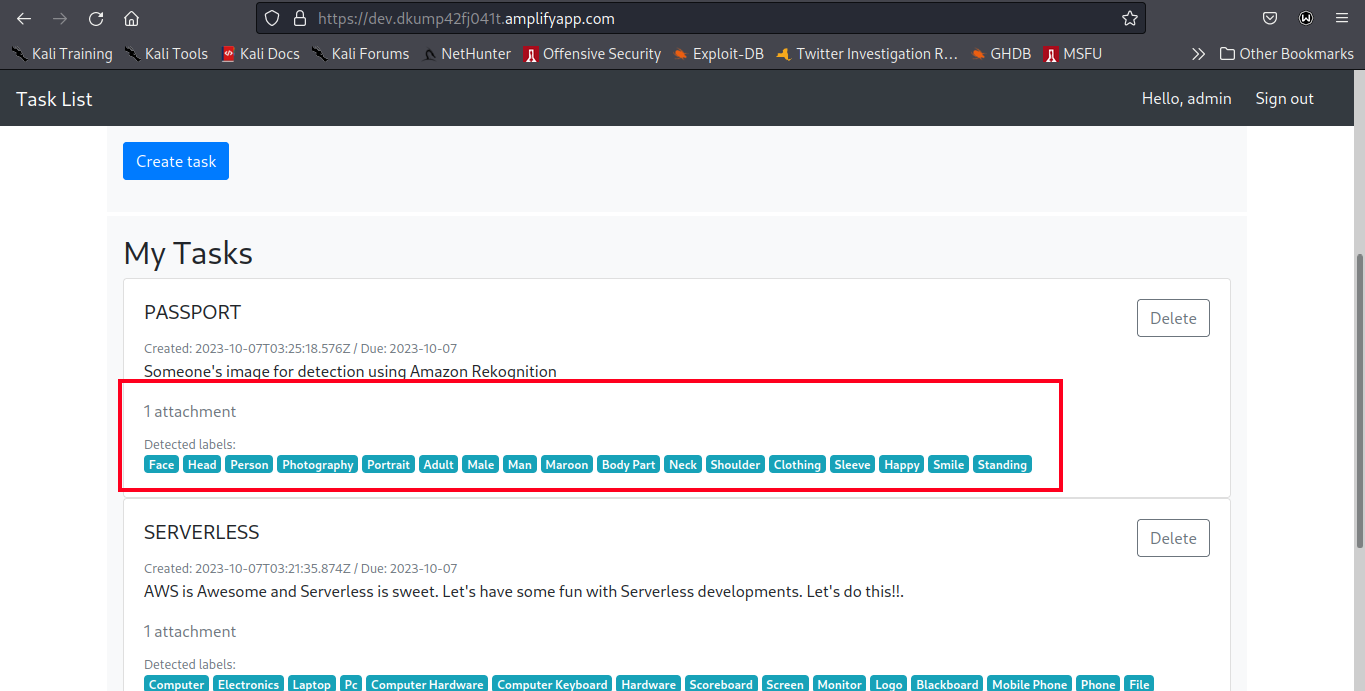 https://dev.dkump42fj041t.amplifyapp.com
Kali Training Kali Tools Kali Docs Kali Forums NetHunter Offensive Security Exploit-DB Twitter Investigation R… GHDB MSFU Other Bookmarks
Task List Hello, admin Sign out
Create task
My Tasks
PASSPORT Delete
Created: 2023-10-07T03:25:18.576Z / Due: 2023-10-07
Someone's image for detection using Amazon Rekognition
1 attachment
Detected labels:
Face Head Person Photography Portrait Adult Male Man Maroon Body Part Neck Shoulder Clothing Sleeve Happy Smile Standing
SERVERLESS Delete
Created: 2023-10-07T03:21:35.874Z / Due: 2023-10-07
AWS is Awesome and Serverless is sweet. Let's have some fun with Serverless developments. Let's do this!!.
1 attachment
Detected labels:
Computer Electronics Laptop Pc Computer Hardware Computer Keyboard Hardware Scoreboard Screen Monitor Logo Blackboard Mobile Phone Phone File